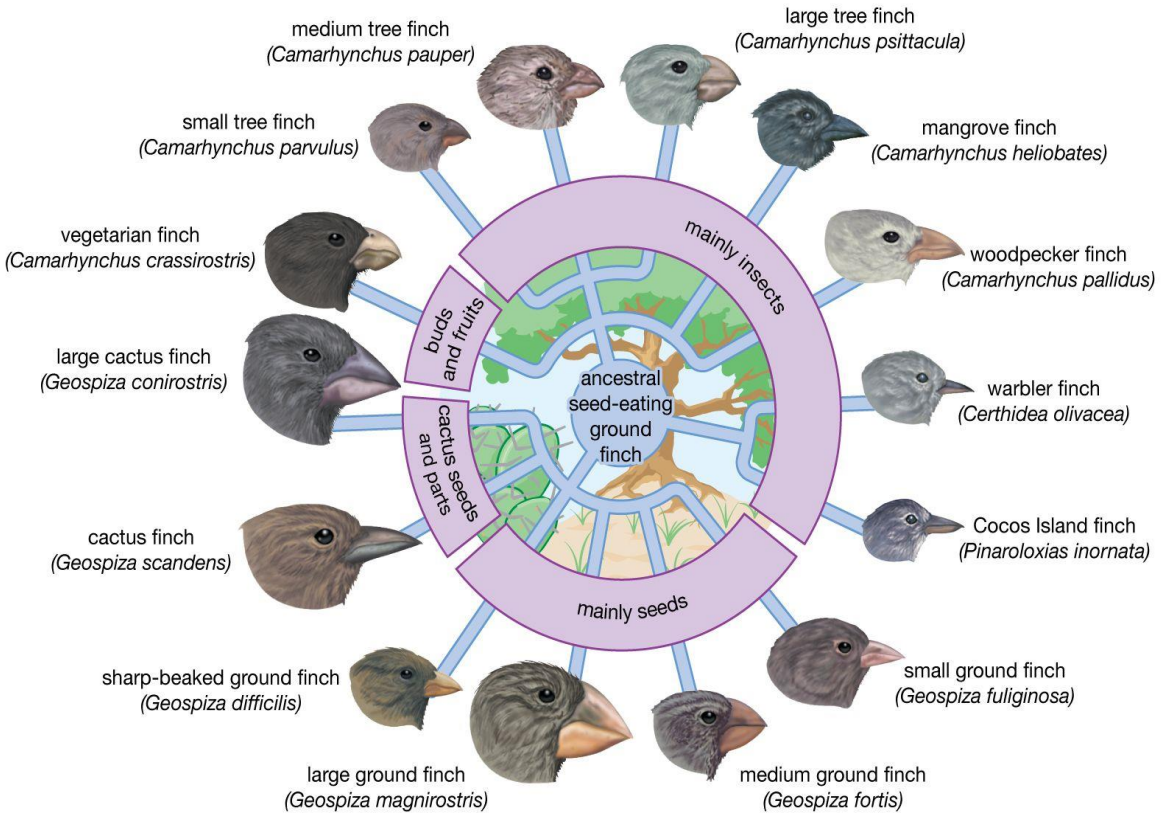 large tree finch
(Camarhynchus psittacula)
medium tree finch
(Camarhynchus pauper)
small tree finch
(Camarhynchus parvulus)
mangrove finch
(Camarhynchus heliobates)
vegetarian finch
(Camarhynchus crassirostris)
woodpecker finch
(Camarhynchus pallidus)
large cactus finch
(Geospiza conirostris)
warbler finch
(Certhidea olivacea)
cactus finch
(Geospiza scandens)
Cocos Island finch
(Pinaroloxias inornata)
sharp-beaked ground finch
(Geospiza difficilis)
small ground finch
(Geospiza fuliginosa)
large ground finch
(Geospiza magnirostris)
medium ground finch
(Geospiza fortis)
mainly insects
buds
and fruits
cactus seeds
and parts
mainly seeds
ancestral
seed-eating
ground
finch